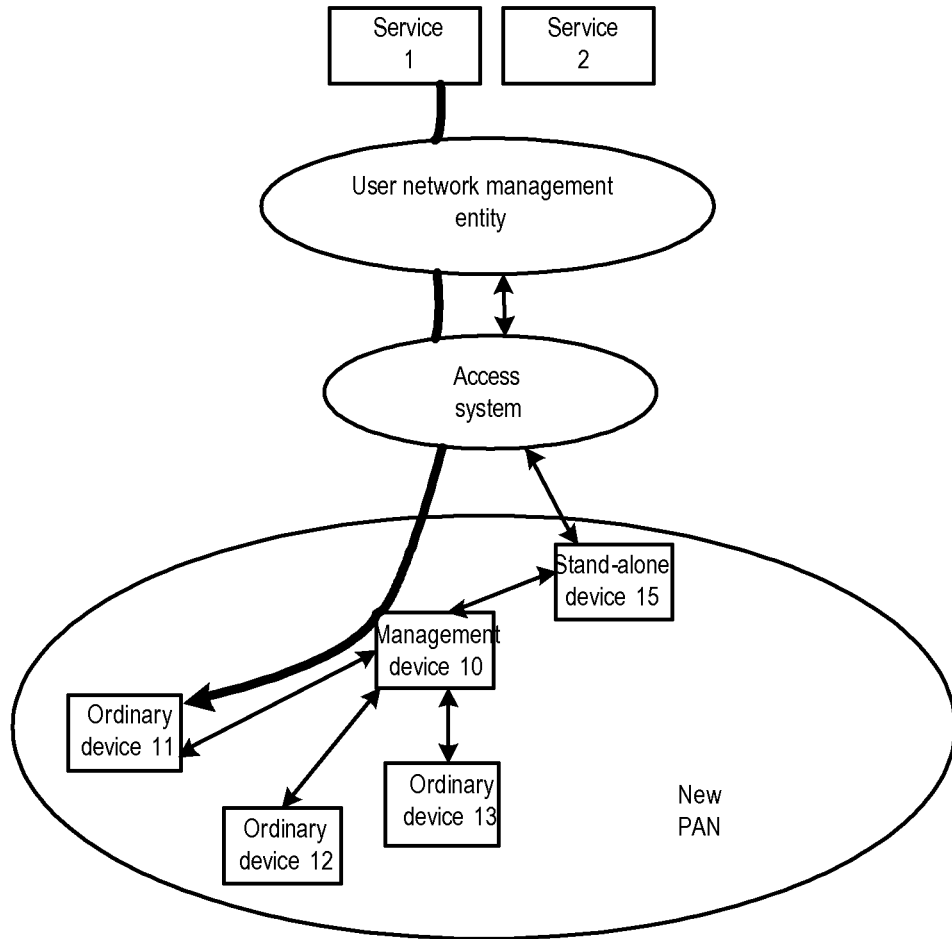 Service
1
Service
2
User network management
entity
Access
system
Stand-alone
device 15
Management
device 10
Ordinary
device 11
Ordinary
device 13
Ordinary
device 12
New
PAN